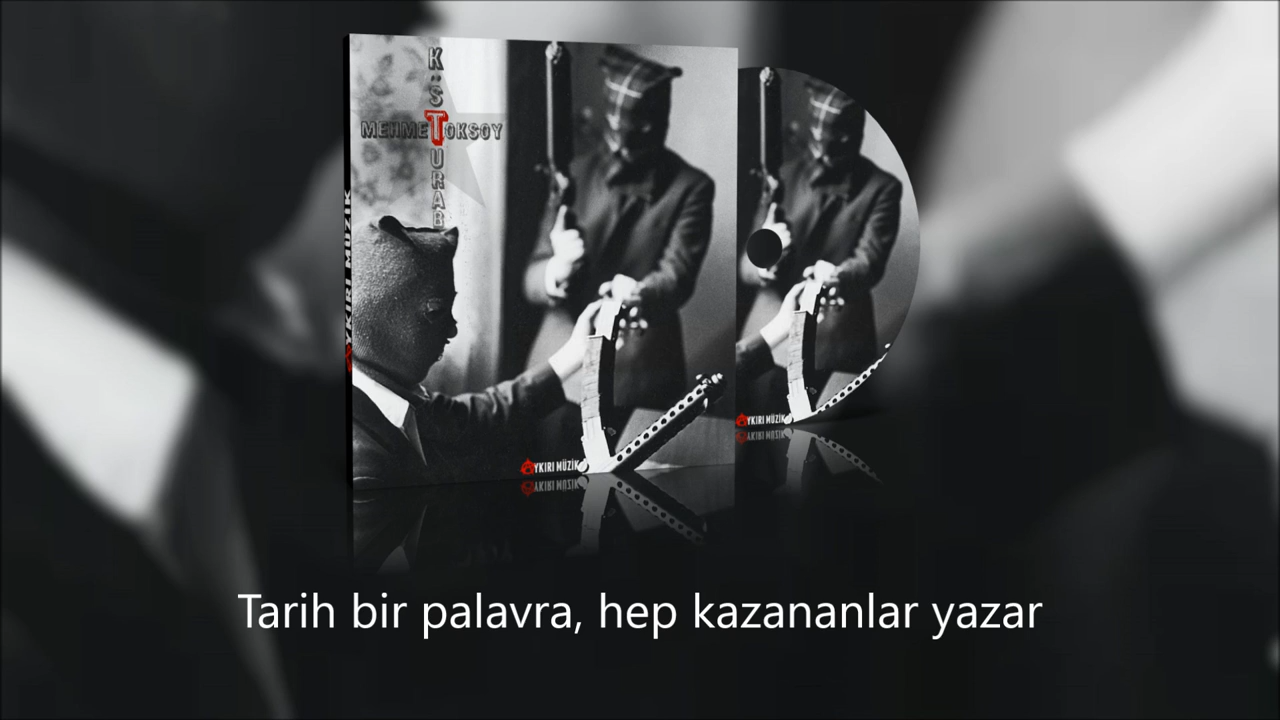 K-S
TURAB
MEHMET TOKSOY
AYKIRI MÜZİK
AYKIRI MÜZİK
AYKIRI MÜZİK
Tarih bir palavra, hep kazananlar yazar